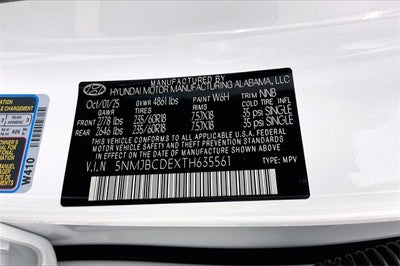 MANUFACTURED BY
HYUNDAI MOTOR MANUFACTURING ALABAMA, LLC
Oct/01/25 GVWR 4861 lbs PAINT W6H TRIM NNB
GAWR TIRES RIMS COLD TIRE INFL.
FRONT 2778 lbs 235/60R18 7.5JX18 35 psi SINGLE
REAR 2646 lbs 235/60R18 7.5JX18 35 psi SINGLE
THIS VEHICLE CONFORMS TO ALL APPLICABLE U.S.A. FEDERAL
MOTOR VEHICLE SAFETY, BUMPER, AND THEFT PREVENTION
STANDARDS IN EFFECT ON THE DATE OF MANUFACTURE SHOWN ABOVE.
V.I.N 5NMJBCDEXTH635561 TYPE: MPV
W410